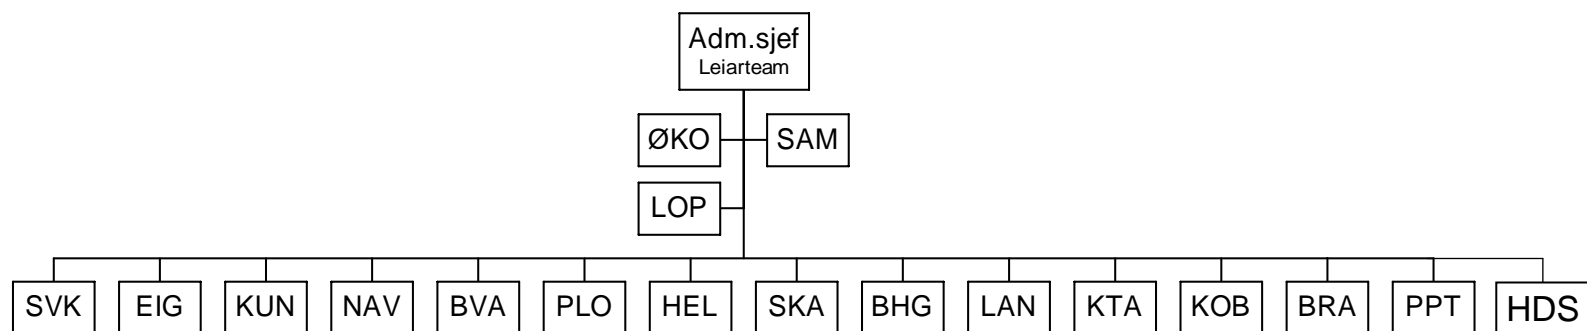 Adm.sjef
Leiarteam
ØKO SAM
LOP
SVK EIG KUN NAV BVA PLO HEL SKA BHG LAN KTA KOB BRA PPT HDS